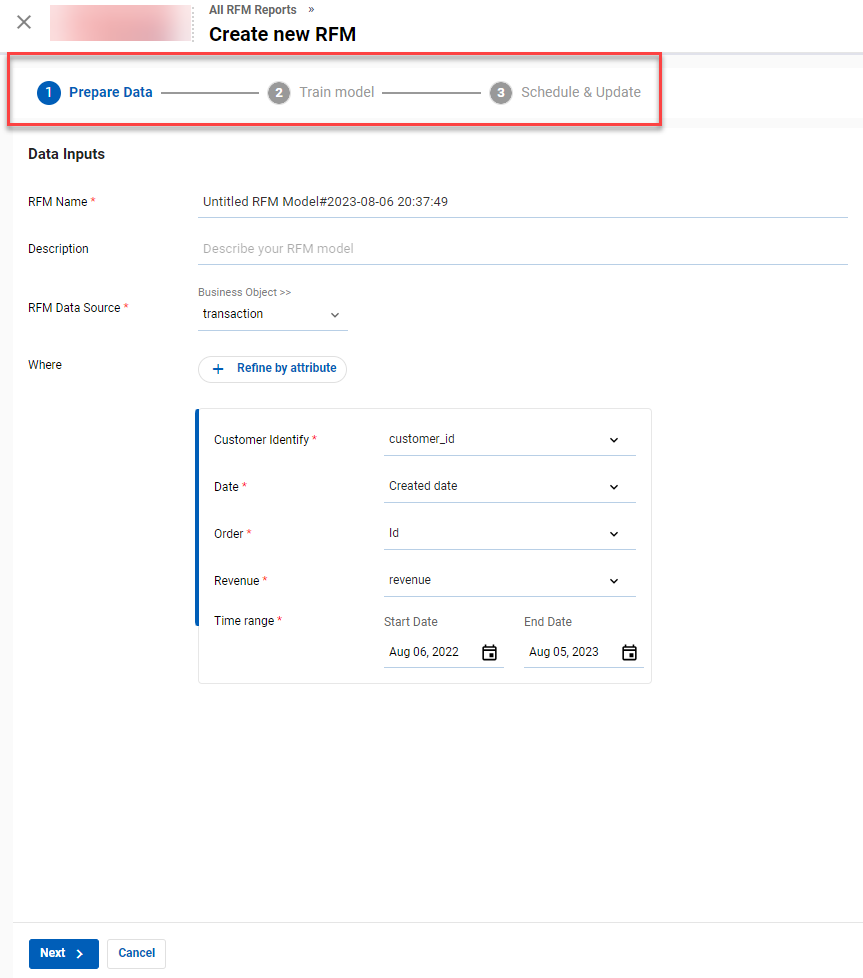 All RFM Reports »
Create new RFM
1 Prepare Data 2 Train model 3 Schedule & Update
Data Inputs
RFM Name * Untitled RFM Model#2023-08-06 20:37:49
Description Describe your RFM model
Business Object >>
RFM Data Source * transaction
Where + Refine by attribute
Customer Identify * customer_id
Date * Created date
Order * Id
Revenue * revenue
Time range * Start Date End Date
Aug 06, 2022 Aug 05, 2023
Next Cancel